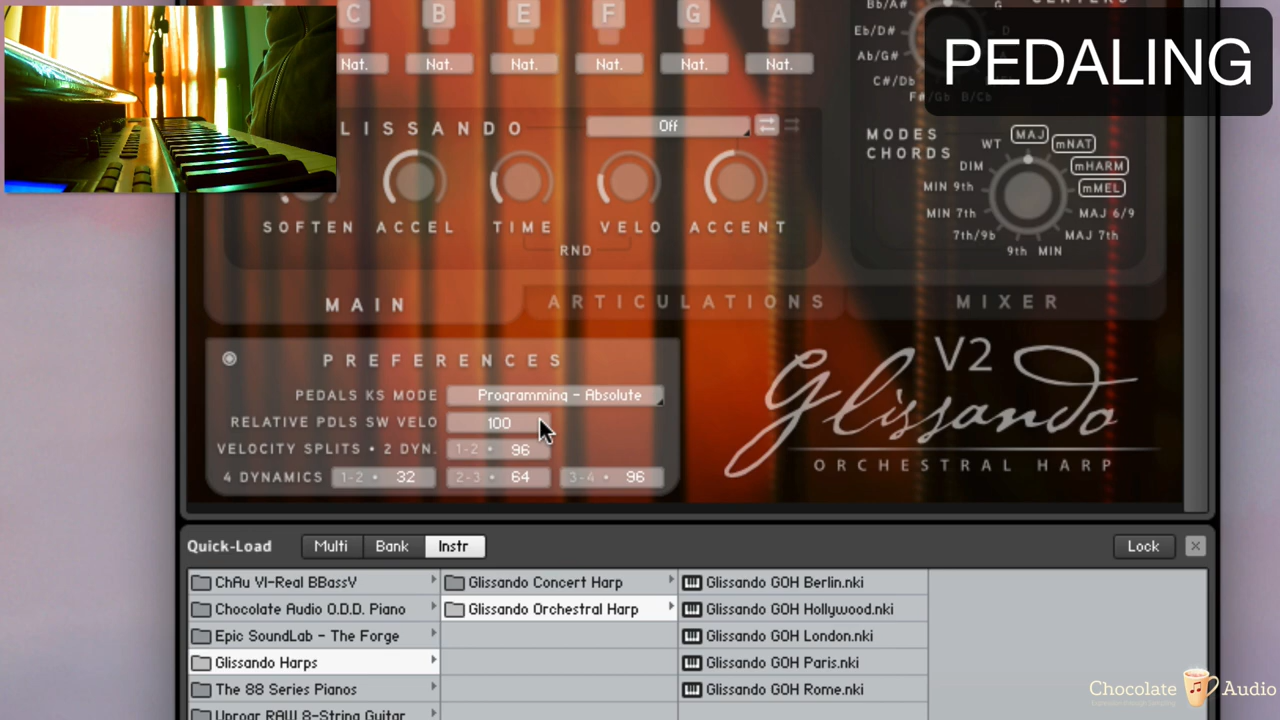 PEDALING
C B E F G A
Nat. Nat. Nat. Nat. Nat. Nat.
Bb/A# G
Eb/D# D
Ab/G#
C#/Db
F#/Gb B/Cb
LISSANDO Off
SOFTEN ACCEL TIME VELO ACCENT
RND
MODES
CHORDS
MAJ
WT mNAT
DIM mHARM
MIN 9th mMEL
MIN 7th MAJ 6/9
7th/9b MAJ 7th
9th MIN
MAIN ARTICULATIONS MIXER
PREFERENCES
PEDALS KS MODE Programming - Absolute
RELATIVE PDLS SW VELO 100
VELOCITY SPLITS • 2 DYN. 1-2 • 96
4 DYNAMICS 1-2 • 32 2-3 • 64 3-4 • 96
V2
Glissando
ORCHESTRAL HARP
Quick-Load Multi Bank Instr Lock
ChAu VI-Real BBassV Glissando Concert Harp Glissando GOH Berlin.nki
Chocolate Audio O.D.D. Piano Glissando Orchestral Harp Glissando GOH Hollywood.nki
Epic SoundLab - The Forge Glissando GOH London.nki
Glissando Harps Glissando GOH Paris.nki
The 88 Series Pianos Glissando GOH Rome.nki
Uproar RAW 8-String Guitar
Chocolate Audio